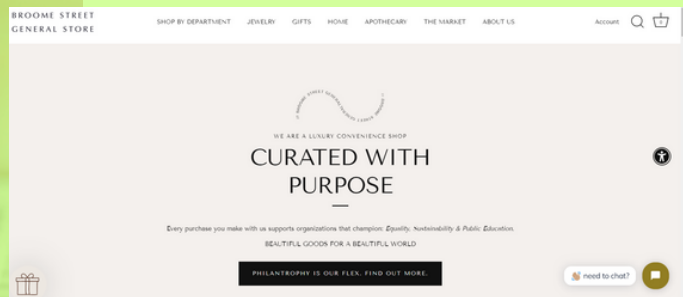 BROOME STREET
GENERAL STORE
SHOP BY DEPARTMENT JEWELRY GIFTS HOME APOTHECARY THE MARKET ABOUT US
Account
0
WE ARE A LUXURY CONVENIENCE SHOP
CURATED WITH
PURPOSE
Every purchase you make with us supports organizations that champion: Equality, Sustainability & Public Education.
BEAUTIFUL GOODS FOR A BEAUTIFUL WORLD
PHILANTHROPY IS OUR FLEX. FIND OUT MORE.
👋 need to chat?